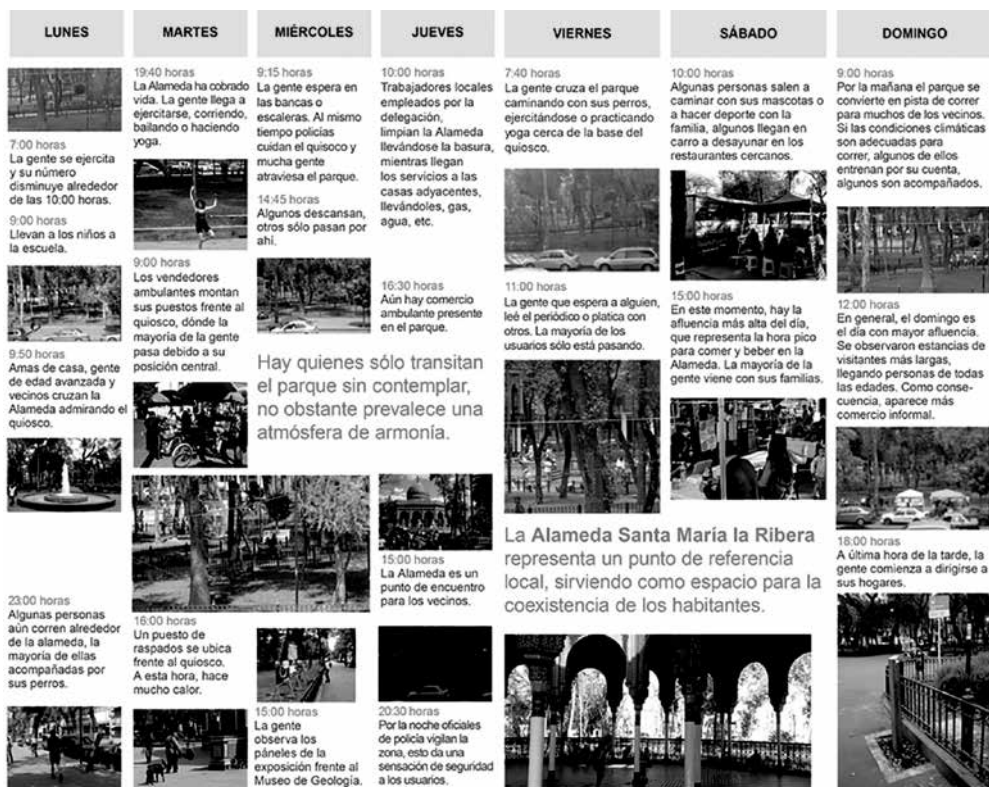 LUNES
MARTES
MIÉRCOLES
JUEVES
VIERNES
SÁBADO
DOMINGO
7:00 horas
La gente se ejercita
y su número
disminuye alrededor
de las 10:00 horas.
9:00 horas
Llevan a los niños a
la escuela.
9.50 horas
Amas de casa, gente
de edad avanzada y
vecinos cruzan la
Alameda admirando el
quiosco.
23:00 horas
Algunas personas
aún corren alrededor
de la alameda, la
mayoría de ellas
acompañadas por
sus perros.
19:40 horas
La Alameda ha cobrado
vida. La gente llega a
ejercitarse, corriendo,
bailando o haciendo
yoga.
9:00 horas
Los vendedores
ambulantes montan
sus puestos frente al
quiosco, dónde la
mayoría de la gente
pasa debido a su
posición central.
16:00 horas
Un puesto de
raspados se ubica
frente al quiosco.
A esta hora, hace
mucho calor.
9:15 horas
La gente espera en
las bancas o
escaleras. Al mismo
tiempo policías
cuidan el quisoco y
mucha gente
atraviesa el parque.
14:45 horas
Algunos descansan,
otros sólo pasan por
ahí.
Hay quienes sólo transitan
el parque sin contemplar,
no obstante prevalece una
atmósfera de armonía.
15:00 horas
La gente
observa los
páneles de la
exposición frente al
Museo de Geología.
10:00 horas
Trabajadores locales
empleados por la
delegación,
limpian la Alameda
llevándose la basura,
mientras llegan
los servicios a las
casas adyacentes,
llevándoles, gas,
agua, etc.
16:30 horas
Aún hay comercio
ambulante presente
en el parque.
15:00 horas
La Alameda es un
punto de encuentro
para los vecinos.
20:30 horas
Por la noche oficiales
de policía vigilan la
zona, esto da una
sensación de seguridad
a los usuarios.
7:40 horas
La gente cruza el parque
caminando con sus perros,
ejercitándose o practicando
yoga cerca de la base del
quiosco.
11:00 horas
La gente que espera a alguien,
leé el periódico o platica con
otros. La mayoría de los
usuarios sólo está pasando.
La Alameda Santa María la Ribera
representa un punto de referencia
local, sirviendo como espacio para la
coexistencia de los habitantes.
10:00 horas
Algunas personas salen a
caminar con sus mascotas o
a hacer deporte con la
familia, algunos llegan en
carro a desayunar en los
restaurantes cercanos.
15:00 horas
En este momento, hay la
afluencia más alta del día,
que representa la hora pico
para comer y beber en la
Alameda. La mayoría de la
gente viene con sus familias.
9:00 horas
Por la mañana el parque se
convierte en pista de correr
para muchos de los vecinos.
Si las condiciones climáticas
son adecuadas para
correr, algunos de ellos
entrenan por su cuenta,
algunos son acompañados.
12:00 horas
En general, el domingo es
el día con mayor afluencia.
Se observaron estancias de
visitantes más largas,
llegando personas de todas
las edades. Como conse-
cuencia, aparece más
comercio informal.
18:00 horas
A última hora de la tarde, la
gente comienza a dirigirse a
sus hogares.